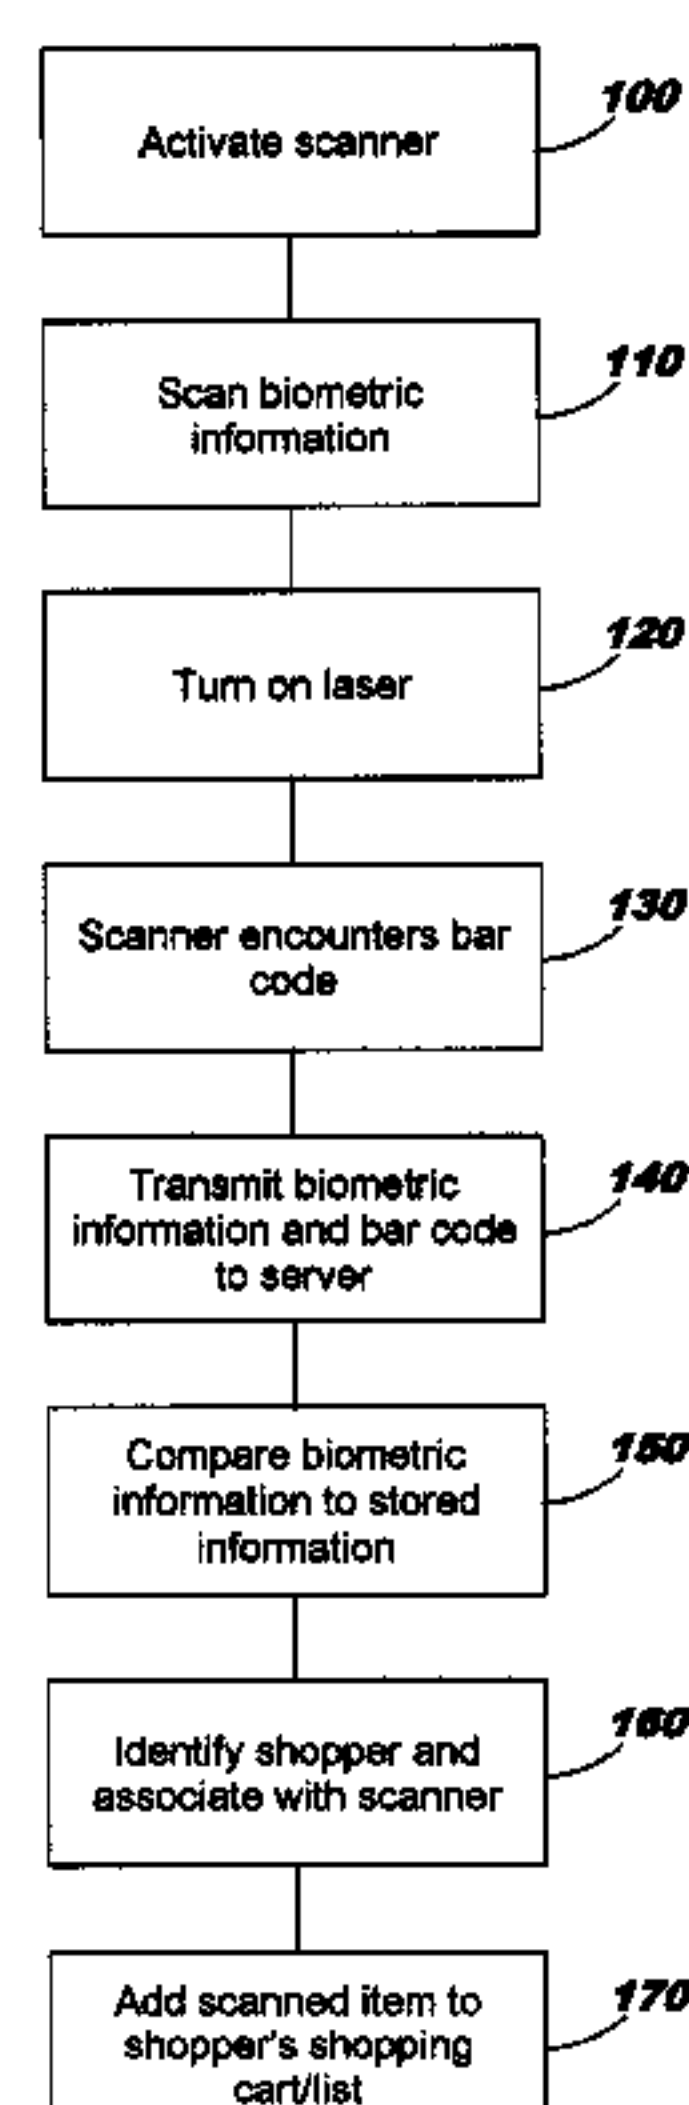 Activate scanner
100
Scan biometric
information
110
Turn on laser
120
Scanner encounters bar
code
130
Transmit biometric
information and bar code
to server
140
Compare biometric
information to stored
information
150
Identify shopper and
associate with scanner
160
Add scanned item to
shopper's shopping
cart/list
170